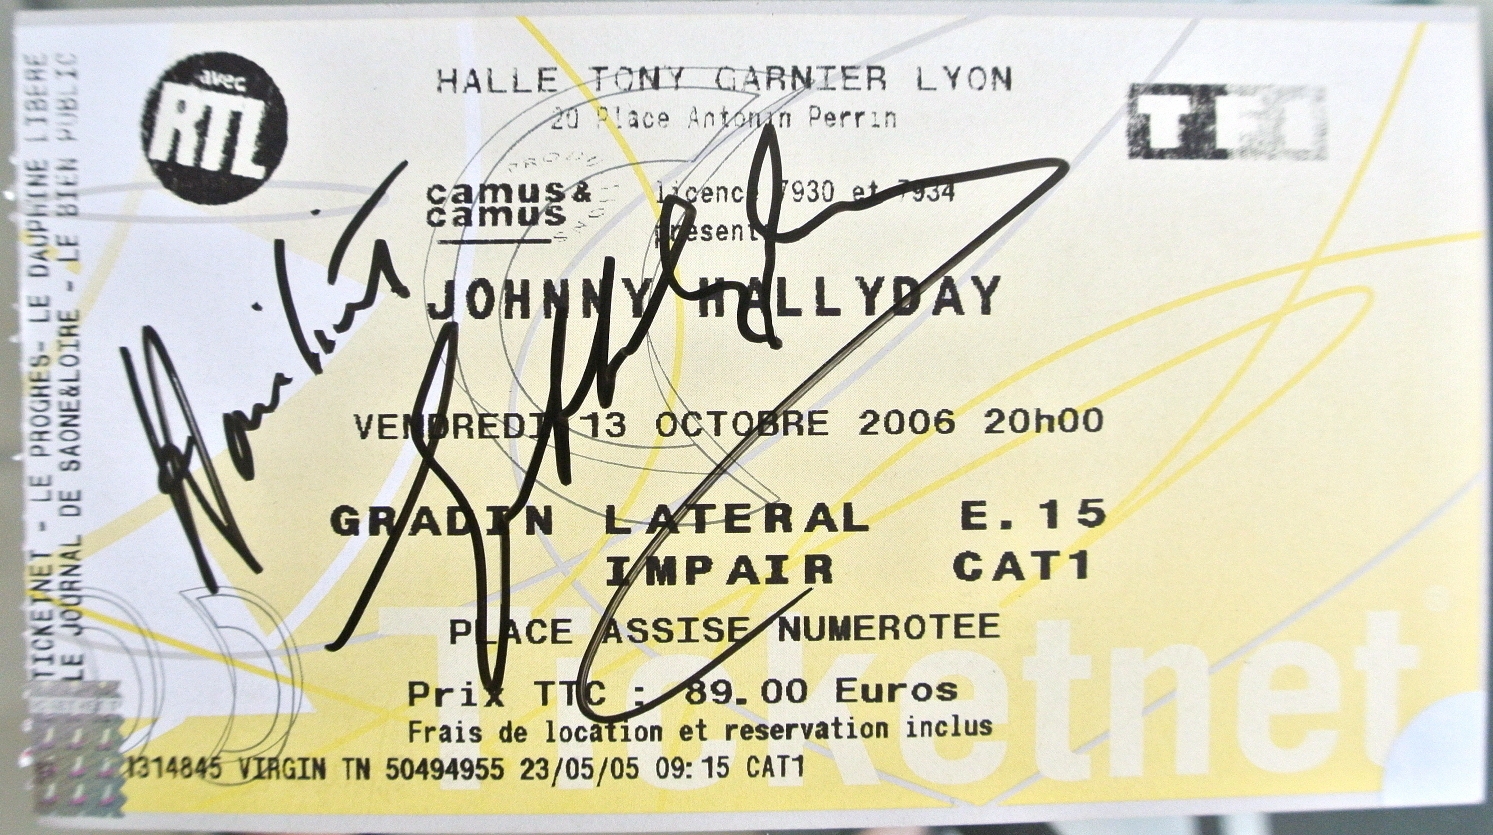 TICKETNET - LE PROGRES- LE DAUPHINE LIBERE
LE JOURNAL DE SAONE&LOIRE - LE BIEN PUBLIC
avec
RTL
HALLE TONY GARNIER LYON
20 Place Antonin Perrin
TF1
camus&
camus
licenc 7930 et 7934
present
JOHNNY HALLYDAY
VENDREDI 13 OCTOBRE 2006 20h00
GRADIN LATERAL E.15
IMPAIR CAT1
PLACE ASSISE NUMEROTEE
Prix TTC : 89.00 Euros
Frais de location et reservation inclus
Ticketnet
1314845 VIRGIN TN 50494955 23/05/05 09:15 CAT1